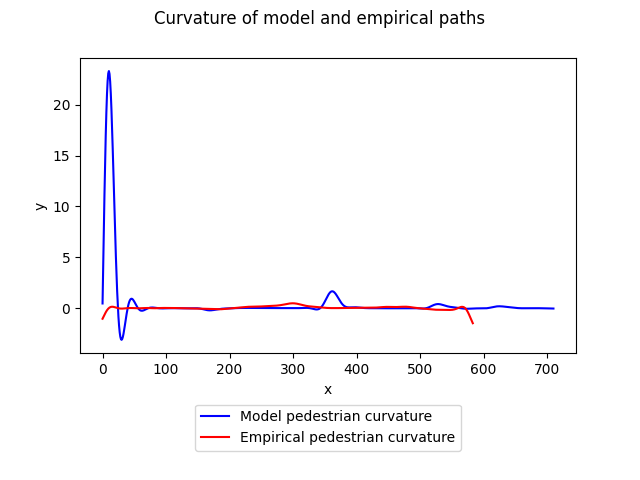 Curvature of model and empirical paths
20
15
10
5
0
y
0 100 200 300 400 500 600 700
x
Model pedestrian curvature
Empirical pedestrian curvature